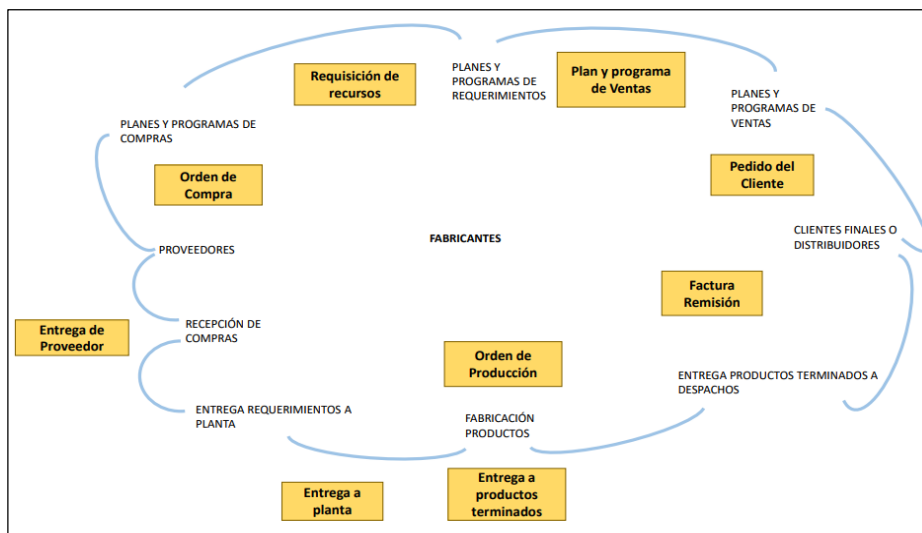 Requisición de
recursos
PLANES Y
PROGRAMAS DE
REQUERIMIENTOS
Plan y programa
de Ventas
PLANES Y
PROGRAMAS DE
VENTAS
PLANES Y PROGRAMAS DE
COMPRAS
Orden de
Compra
Pedido del
Cliente
FABRICANTES
CLIENTES FINALES O
DISTRIBUIDORES
PROVEEDORES
Factura
Remisión
Entrega de
Proveedor
RECEPCIÓN DE
COMPRAS
Orden de
Producción
ENTREGA PRODUCTOS TERMINADOS A
DESPACHOS
ENTREGA REQUERIMIENTOS A
PLANTA
FABRICACIÓN
PRODUCTOS
Entrega a
planta
Entrega a
productos
terminados